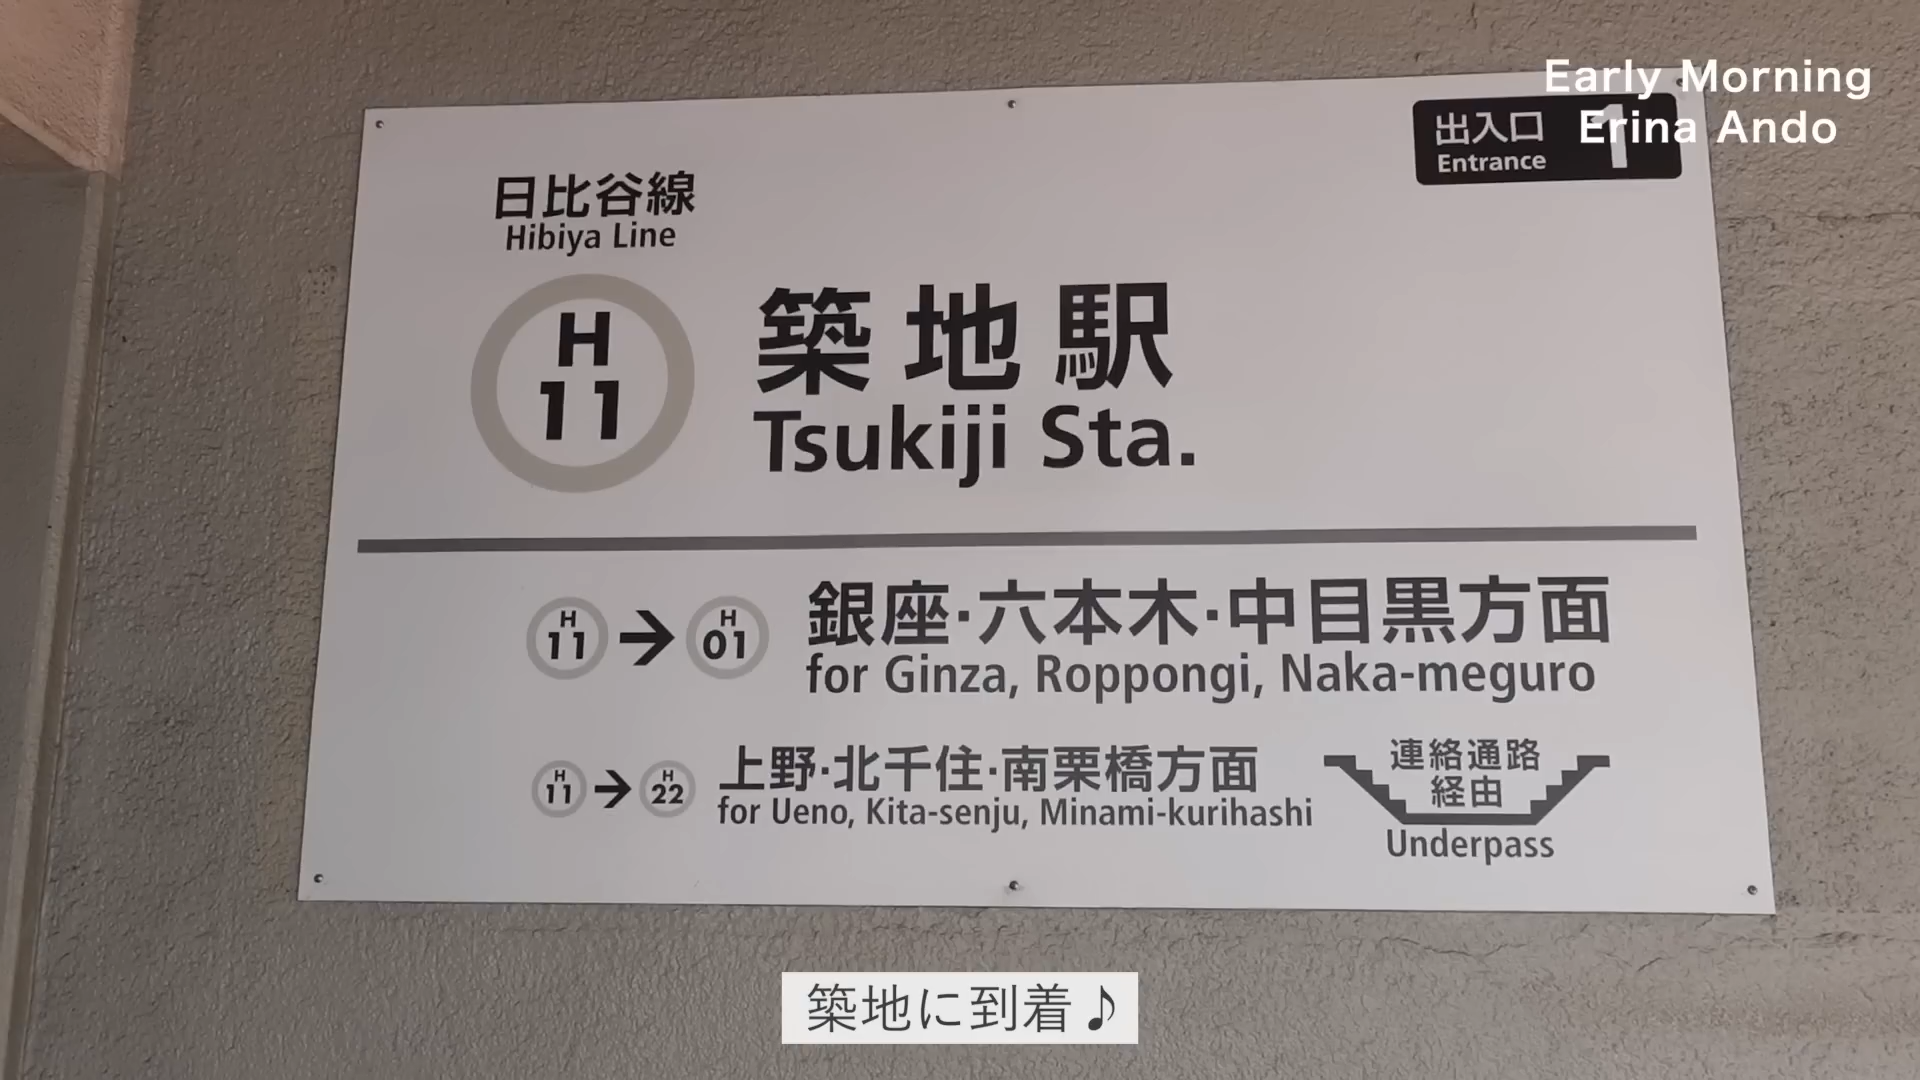 Early Morning
Erina Ando
出入口 1
Entrance
日比谷線
Hibiya Line
H
11
築地駅
Tsukiji Sta.
H 11 → H 01 銀座·六本木·中目黒方面
for Ginza, Roppongi, Naka-meguro
H 11 → H 22 上野·北千住·南栗橋方面
for Ueno, Kita-senju, Minami-kurihashi
連絡通路
経由
Underpass
築地に到着♪